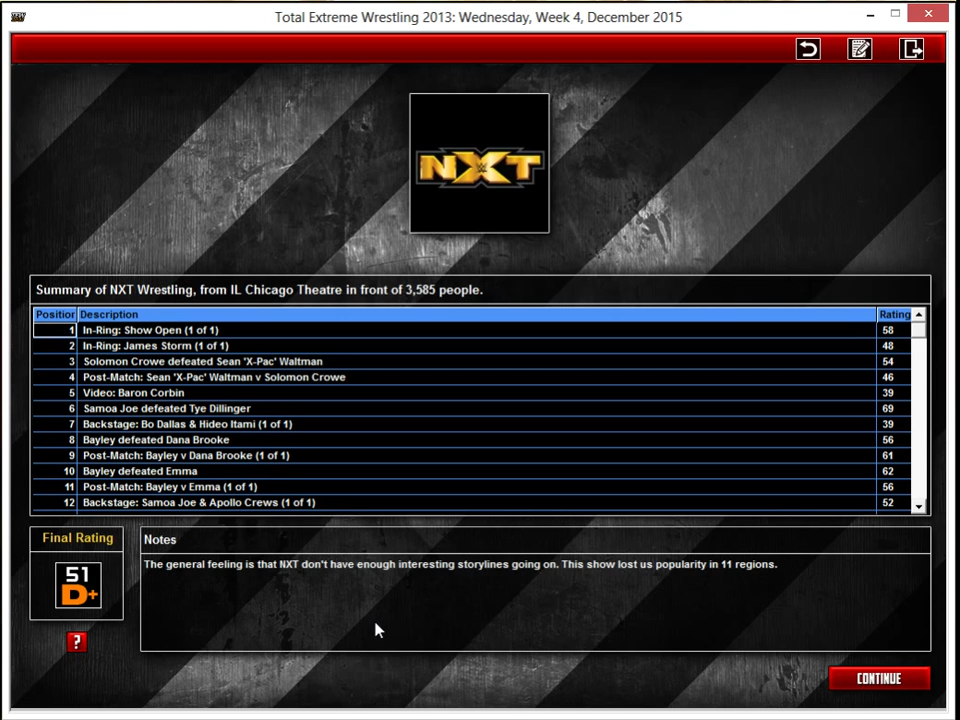 Total Extreme Wrestling 2013: Wednesday, Week 4, December 2015
NXT
Summary of NXT Wrestling, from IL Chicago Theatre in front of 3,585 people.
Position Description Rating
1 In-Ring: Show Open (1 of 1) 58
2 In-Ring: James Storm (1 of 1) 48
3 Solomon Crowe defeated Sean 'X-Pac' Waltman 54
4 Post-Match: Sean 'X-Pac' Waltman v Solomon Crowe 46
5 Video: Baron Corbin 39
6 Samoa Joe defeated Tye Dillinger 69
7 Backstage: Bo Dallas & Hideo Itami (1 of 1) 39
8 Bayley defeated Dana Brooke 56
9 Post-Match: Bayley v Dana Brooke (1 of 1) 61
10 Bayley defeated Emma 62
11 Post-Match: Bayley v Emma (1 of 1) 56
12 Backstage: Samoa Joe & Apollo Crews (1 of 1) 52
Final Rating
51
D+
?
Notes
The general feeling is that NXT don't have enough interesting storylines going on. This show lost us popularity in 11 regions.
CONTINUE